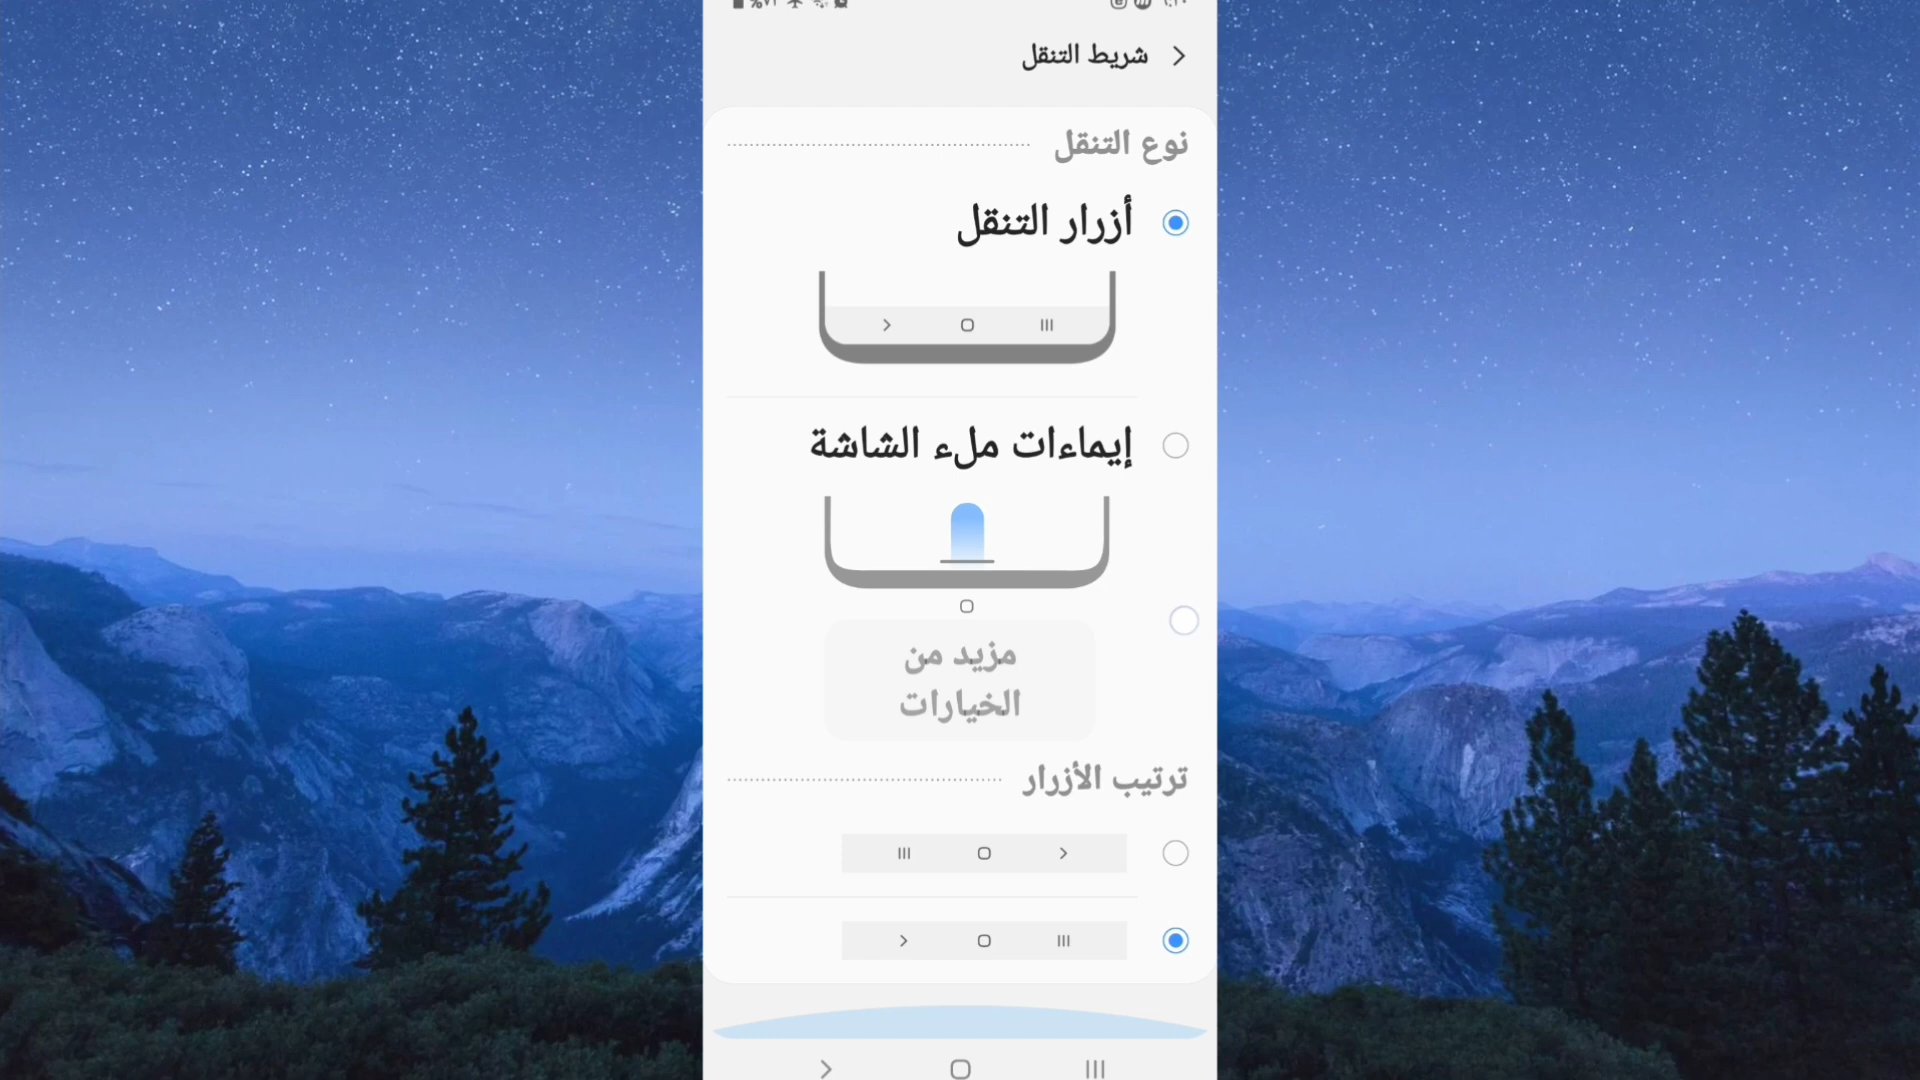 شريط التنقل
نوع التنقل
أزرار التنقل
إيماءات ملء الشاشة
مزيد من
الخيارات
ترتيب الأزرار